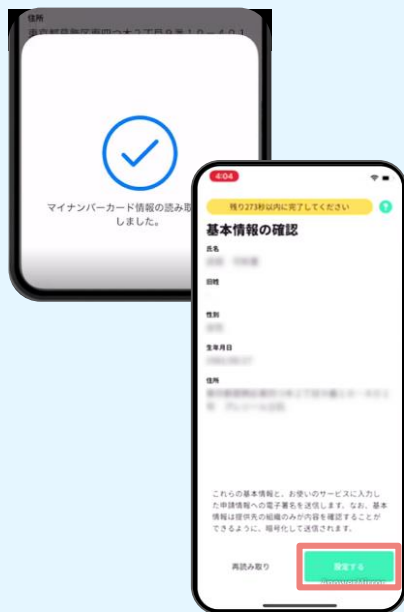 住所
マイナンバーカード情報の読み取
しました。
4:04
残り273秒以内に完了してください
基本情報の確認
氏名
旧姓
性別
生年月日
住所
これらの基本情報と、お使いのサービスに入力し
た申請情報への電子署名を送信します。なお、基本
情報は提供先の組織のみが内容を確認することが
できるように、暗号化して送信されます。
再読み取り
設定する